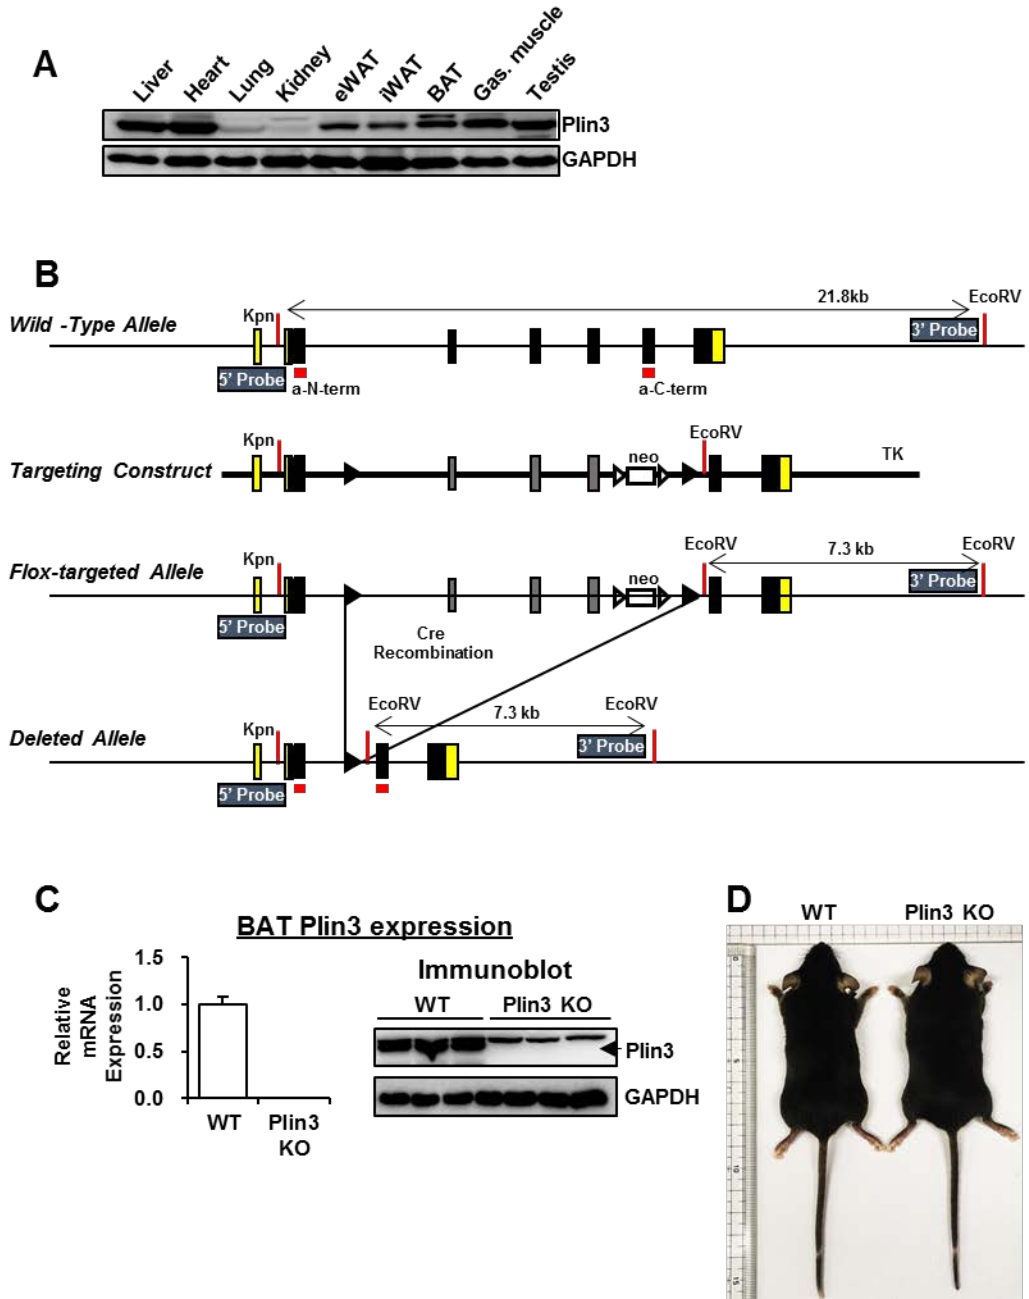 A
Liver Heart Lung Kidney eWAT iWAT BAT Gas. muscle Testis
Plin3
GAPDH
B
21.8kb
EcoRV
Kpn
Wild -Type Allele
3' Probe
5' Probe
a-N-term
a-C-term
EcoRV
Kpn
Targeting Construct
neo
TK
EcoRV
7.3 kb
EcoRV
Kpn
Flox-targeted Allele
neo
3' Probe
5' Probe
Cre
Recombination
EcoRV
7.3 kb
EcoRV
Kpn
Deleted Allele
3' Probe
5' Probe
C
BAT Plin3 expression
Relative
mRNA
Expression
1.5
1.0
0.5
0.0
WT
Plin3
KO
Immunoblot
WT Plin3 KO
Plin3
GAPDH
D
WT Plin3 KO
0
5
10
15